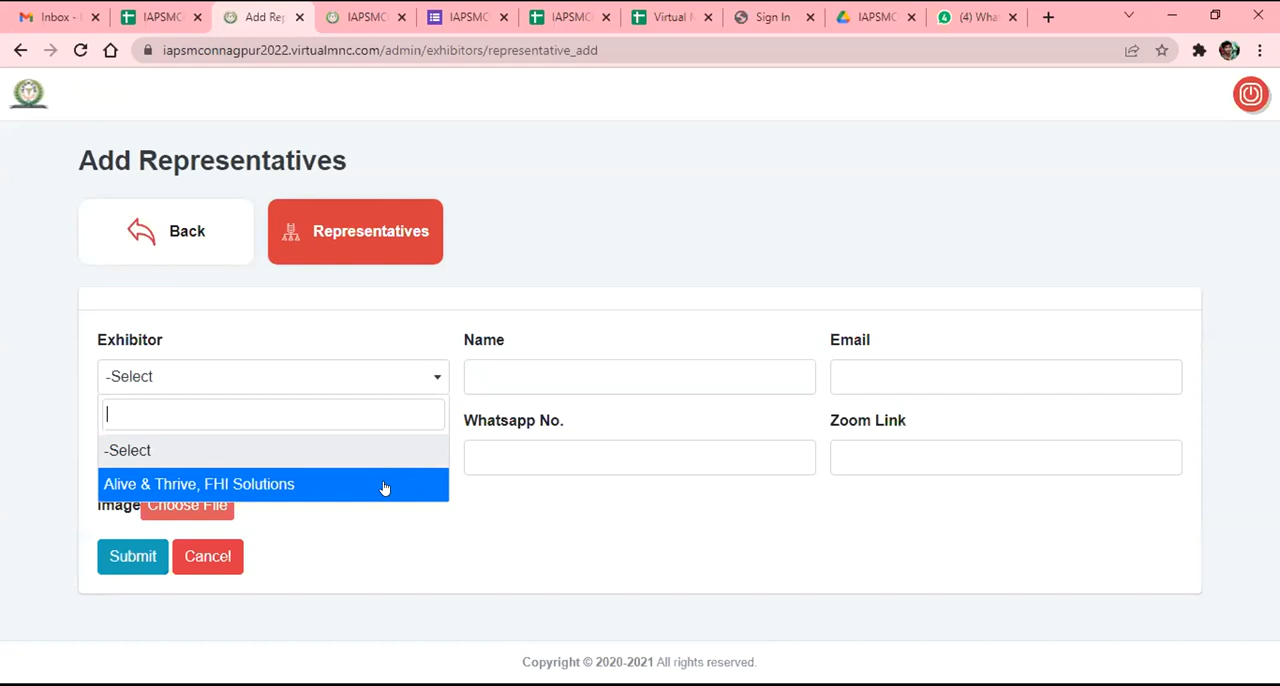 Inbox -
IAPSMC
Add Rep
IAPSMC
IAPSMC
IAPSMC
Virtual
Sign In
IAPSMC
(4) Wha
iapsmconnagpur2022.virtualmnc.com/admin/exhibitors/representative_add
Add Representatives
Back
Representatives
Exhibitor
Name
Email
-Select
Whatsapp No.
Zoom Link
-Select
Alive & Thrive, FHI Solutions
Image Choose File
Submit
Cancel
Copyright © 2020-2021 All rights reserved.